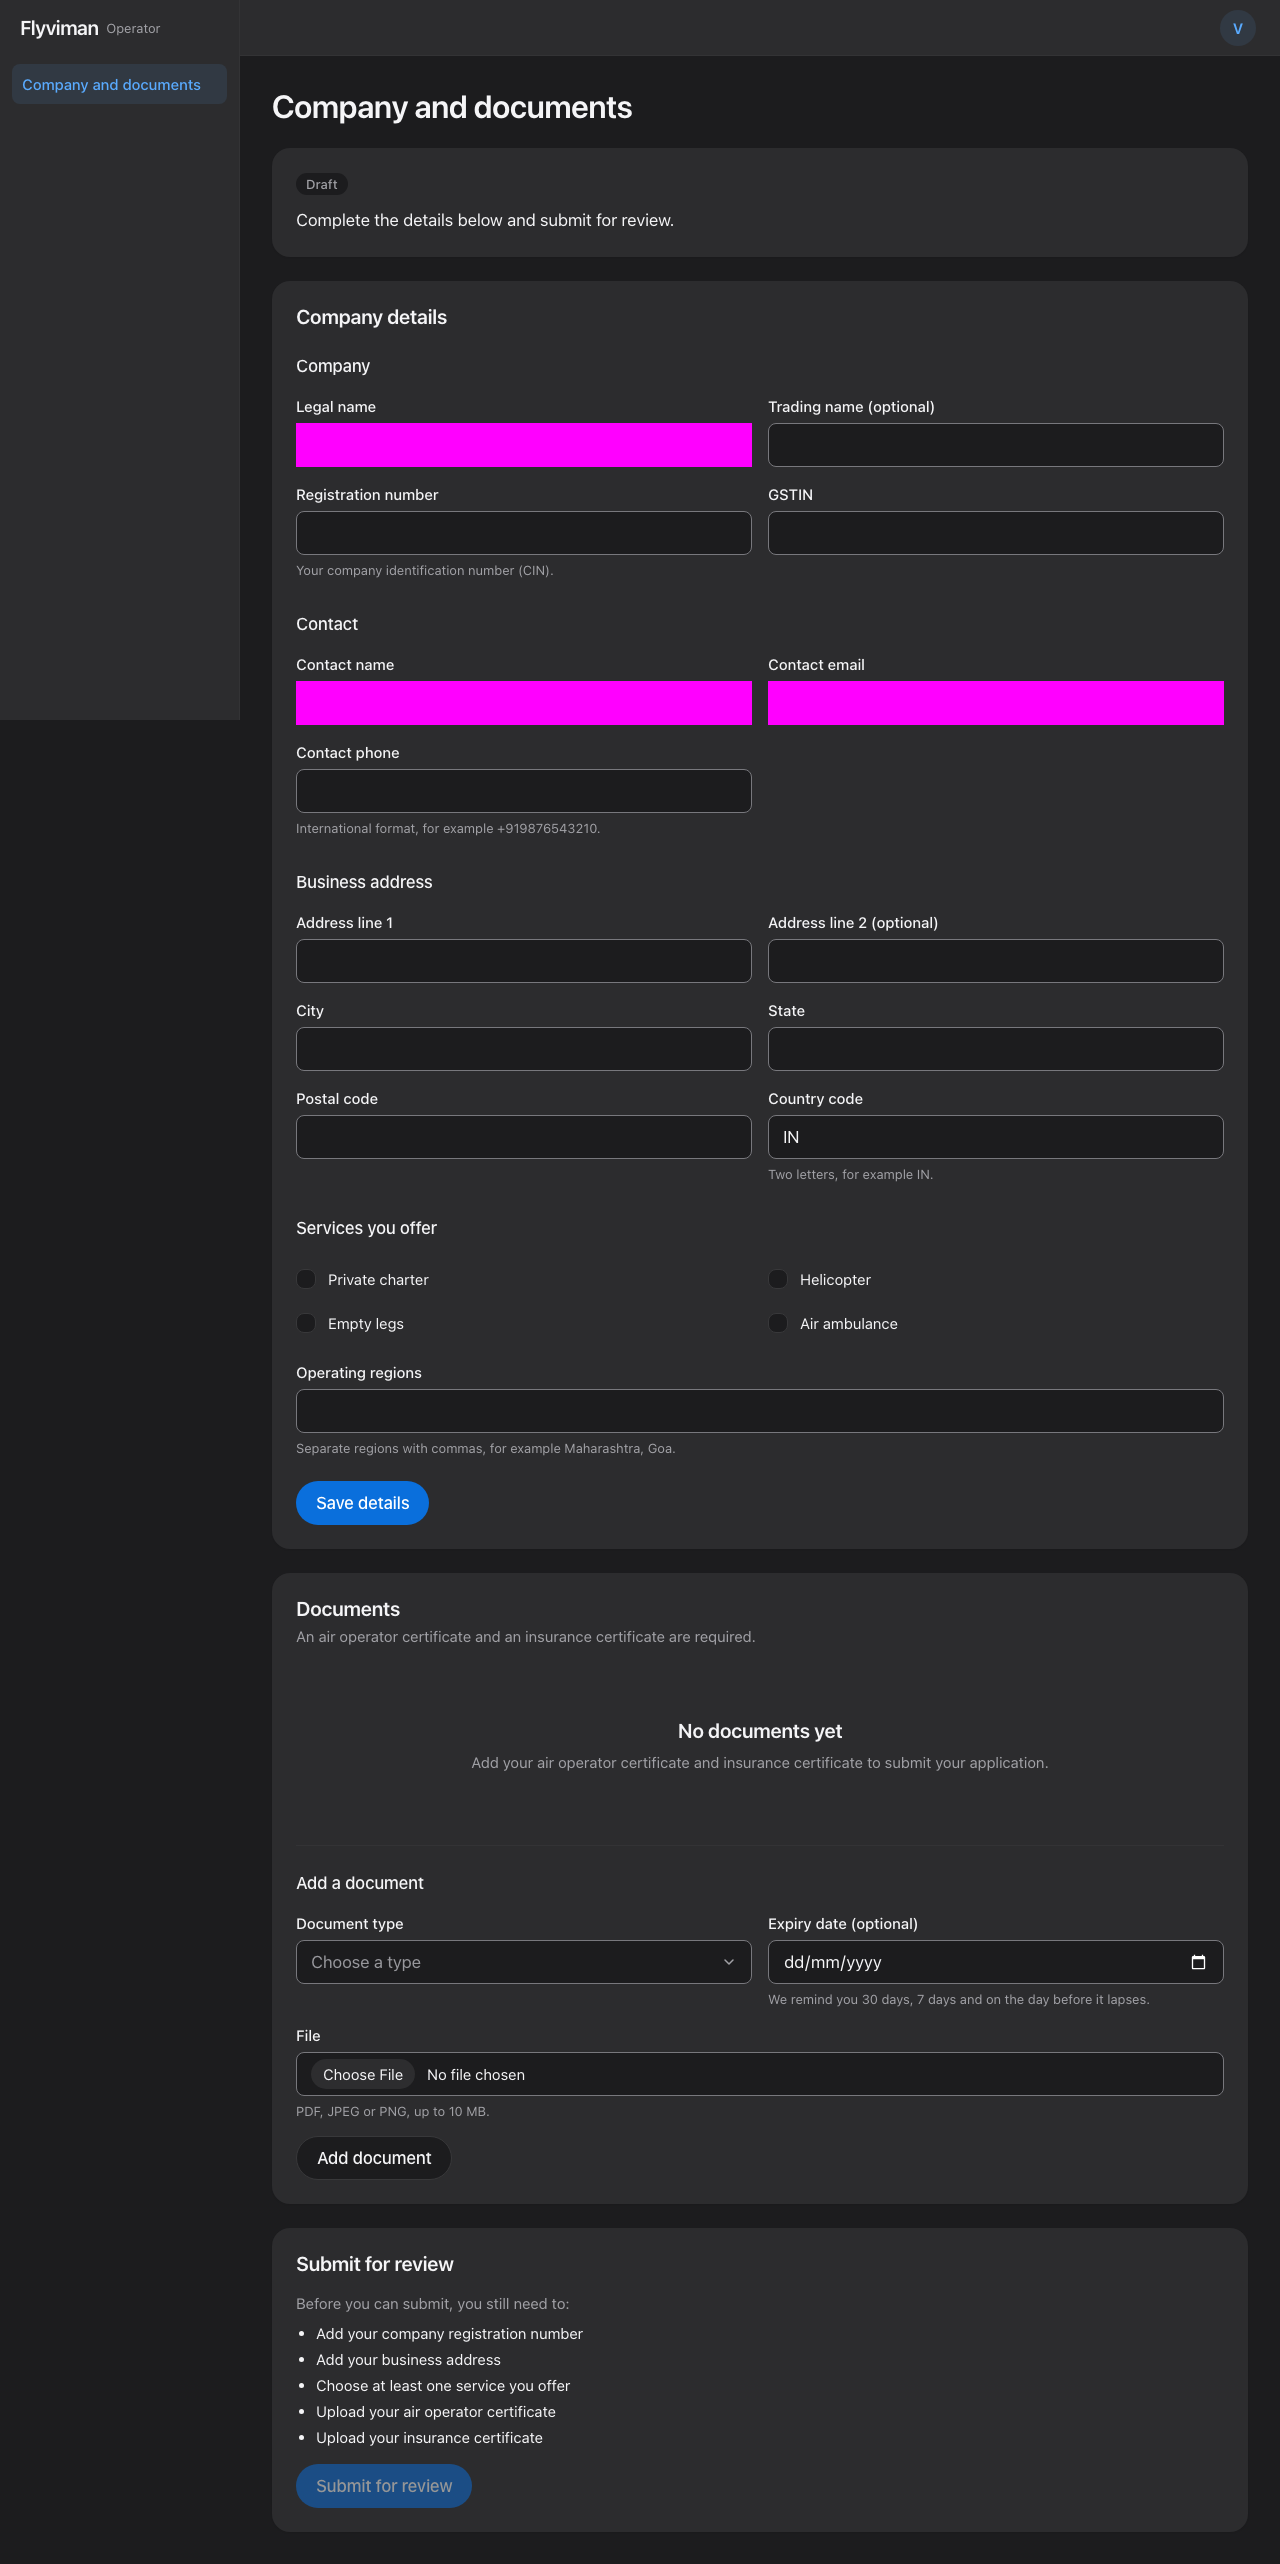 Flyviman Operator
V
Company and documents
Company and documents
Draft
Complete the details below and submit for review.
Company details
Company
Legal name
Trading name (optional)
Registration number
GSTIN
Your company identification number (CIN).
Contact
Contact name
Contact email
Contact phone
International format, for example +919876543210.
Business address
Address line 1
Address line 2 (optional)
City
State
Postal code
Country code
IN
Two letters, for example IN.
Services you offer
Private charter
Helicopter
Empty legs
Air ambulance
Operating regions
Separate regions with commas, for example Maharashtra, Goa.
Save details
Documents
An air operator certificate and an insurance certificate are required.
No documents yet
Add your air operator certificate and insurance certificate to submit your application.
Add a document
Document type
Expiry date (optional)
Choose a type
dd/mm/yyyy
We remind you 30 days, 7 days and on the day before it lapses.
File
Choose File No file chosen
PDF, JPEG or PNG, up to 10 MB.
Add document
Submit for review
Before you can submit, you still need to:
• Add your company registration number
• Add your business address
• Choose at least one service you offer
• Upload your air operator certificate
• Upload your insurance certificate
Submit for review